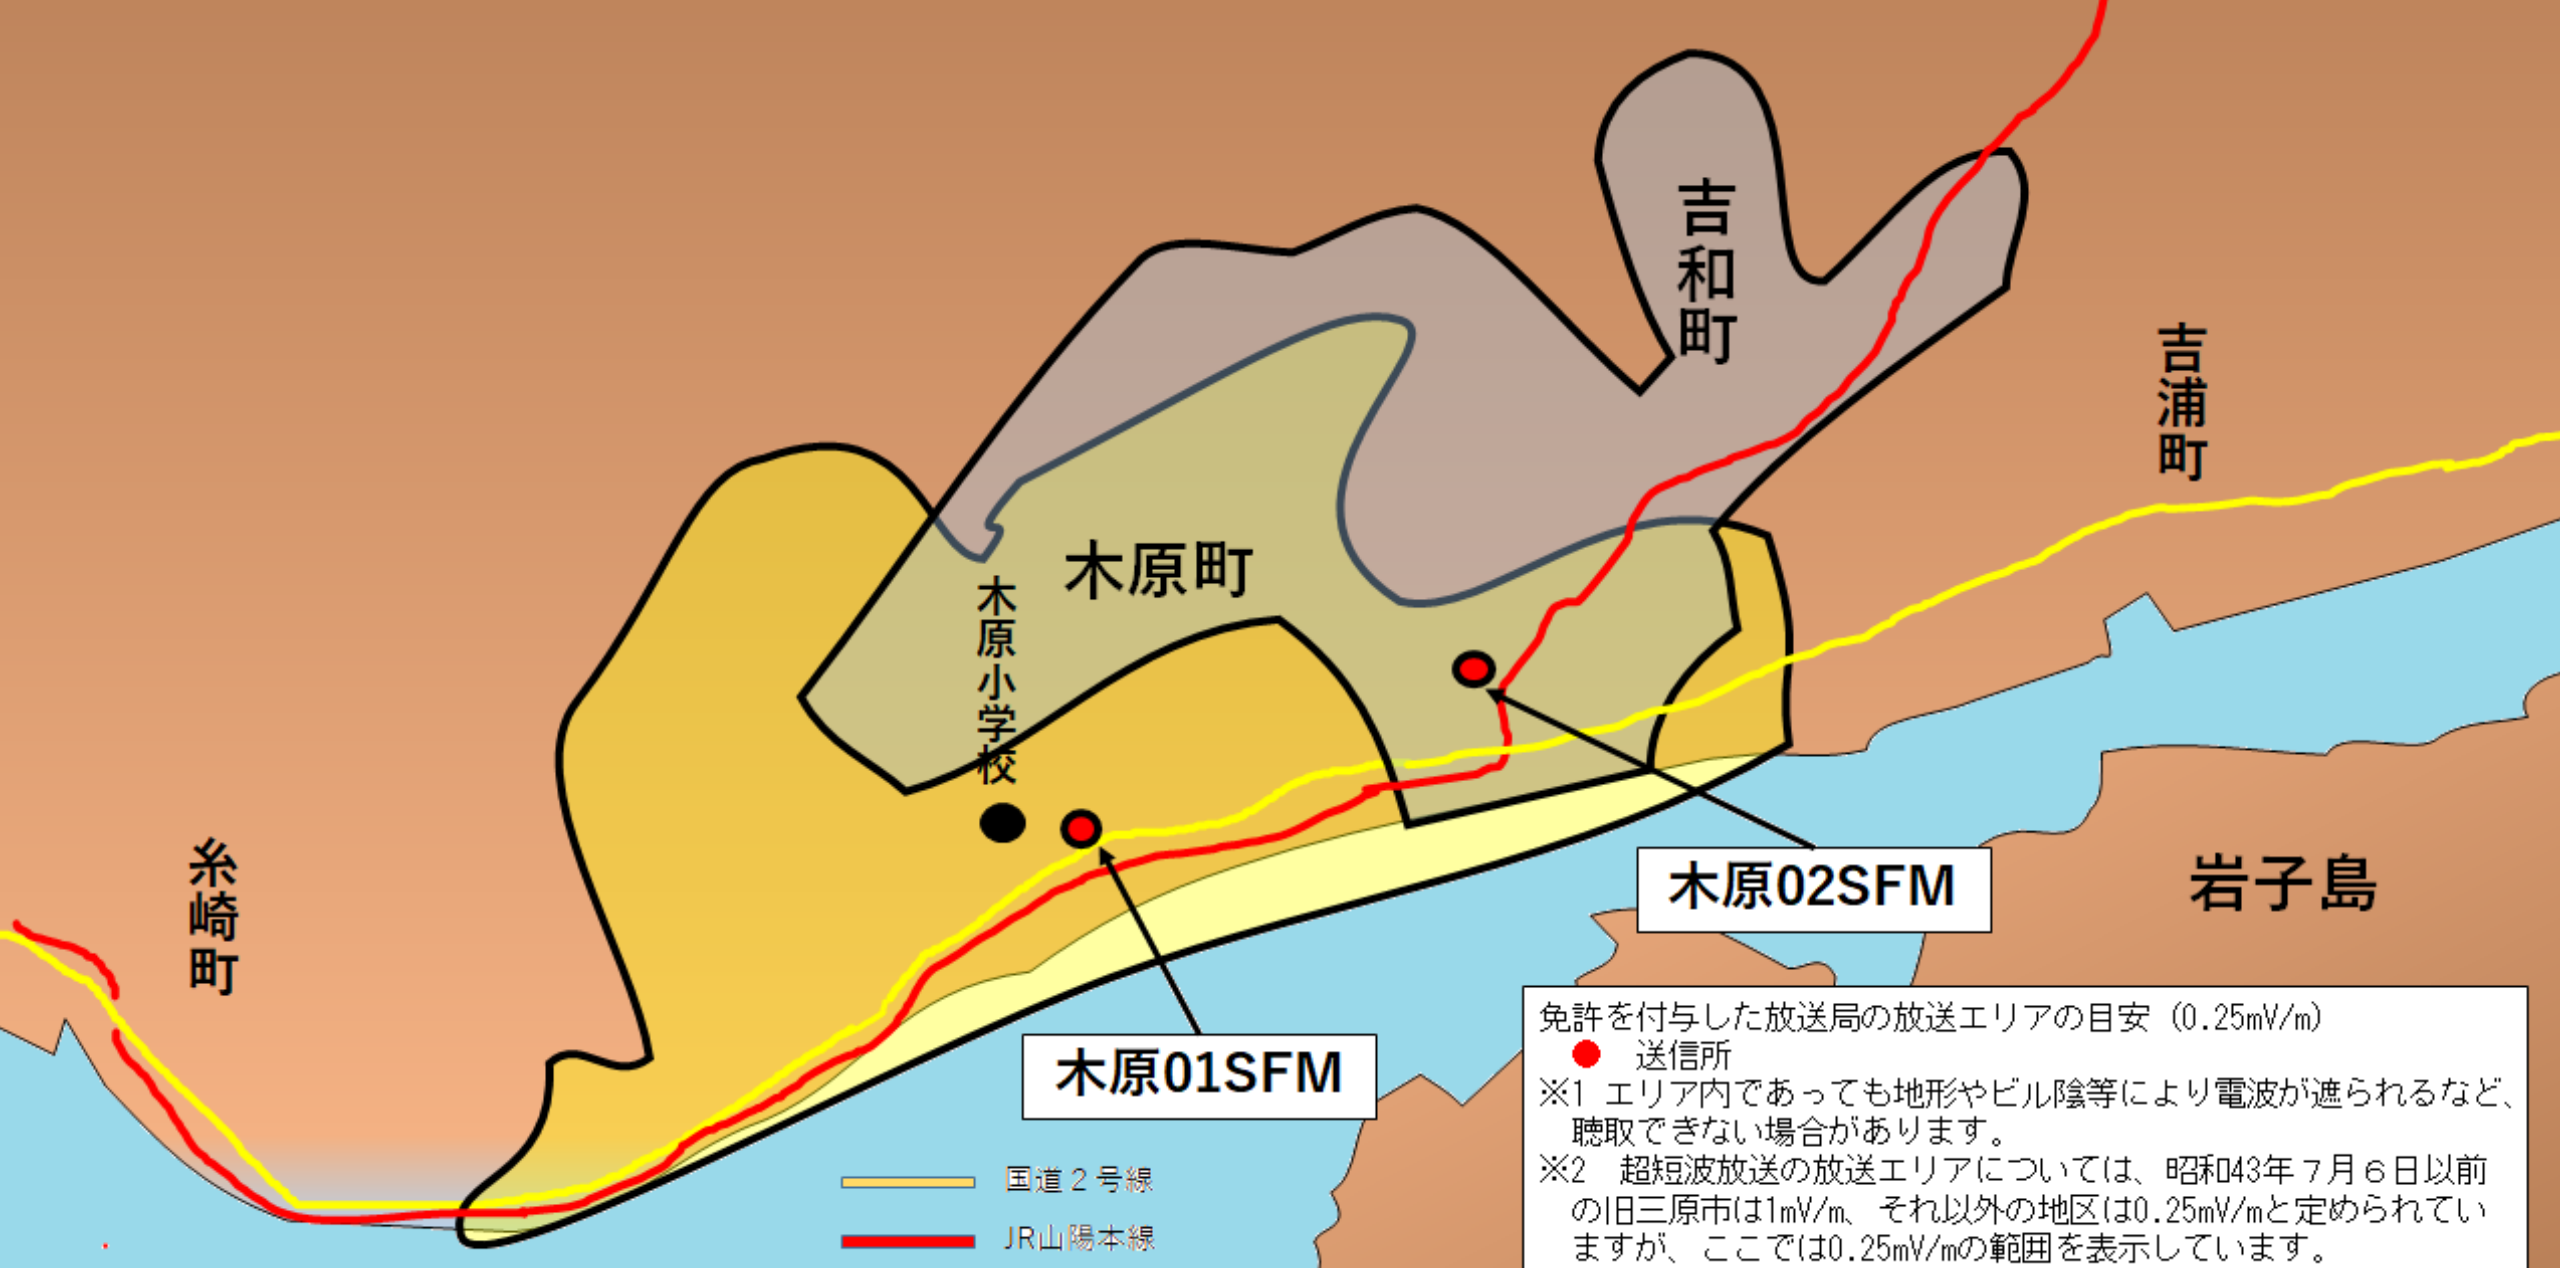 吉和町
吉浦町
木原町
木原小学校
糸崎町
木原02SFM
岩子島
木原01SFM
国道２号線
JR山陽本線
免許を付与した放送局の放送エリアの目安（0.25mV/m）
送信所
※1 エリア内であっても地形やビル陰等により電波が遮られるなど、
聴取できない場合があります。
※2　超短波放送の放送エリアについては、昭和43年７月６日以前
の旧三原市は1mV/m、それ以外の地区は0.25mV/mと定められてい
ますが、ここでは0.25mV/mの範囲を表示しています。